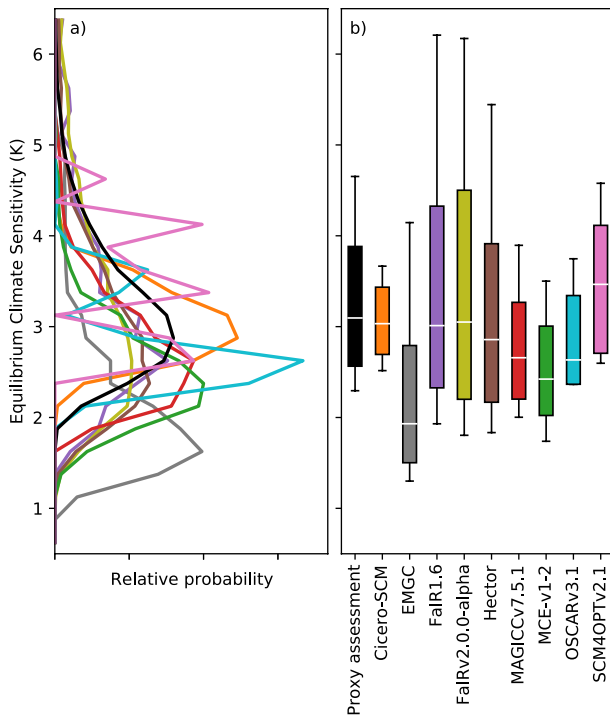 a)
b)
Equilibrium Climate Sensitivity (K)
6
5
4
3
2
1
Relative probability
Proxy assessment
Cicero-SCM
EMGC
FaIR1.6
FaIRv2.0.0-alpha
Hector
MAGICCv7.5.1
MCE-v1-2
OSCARv3.1
SCM4OPTv2.1